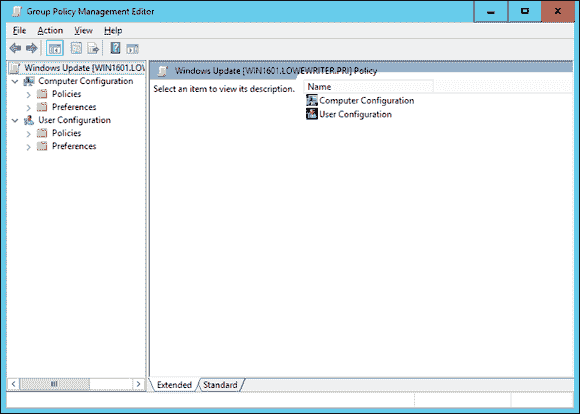 Group Policy Management Editor
File Action View Help
Windows Update [WIN1601.LOWEWRITER.PRI] Policy
Windows Update [WIN1601.LOW
Computer Configuration
Policies
Preferences
User Configuration
Policies
Preferences
Select an item to view its description.
Name
Computer Configuration
User Configuration
Extended Standard